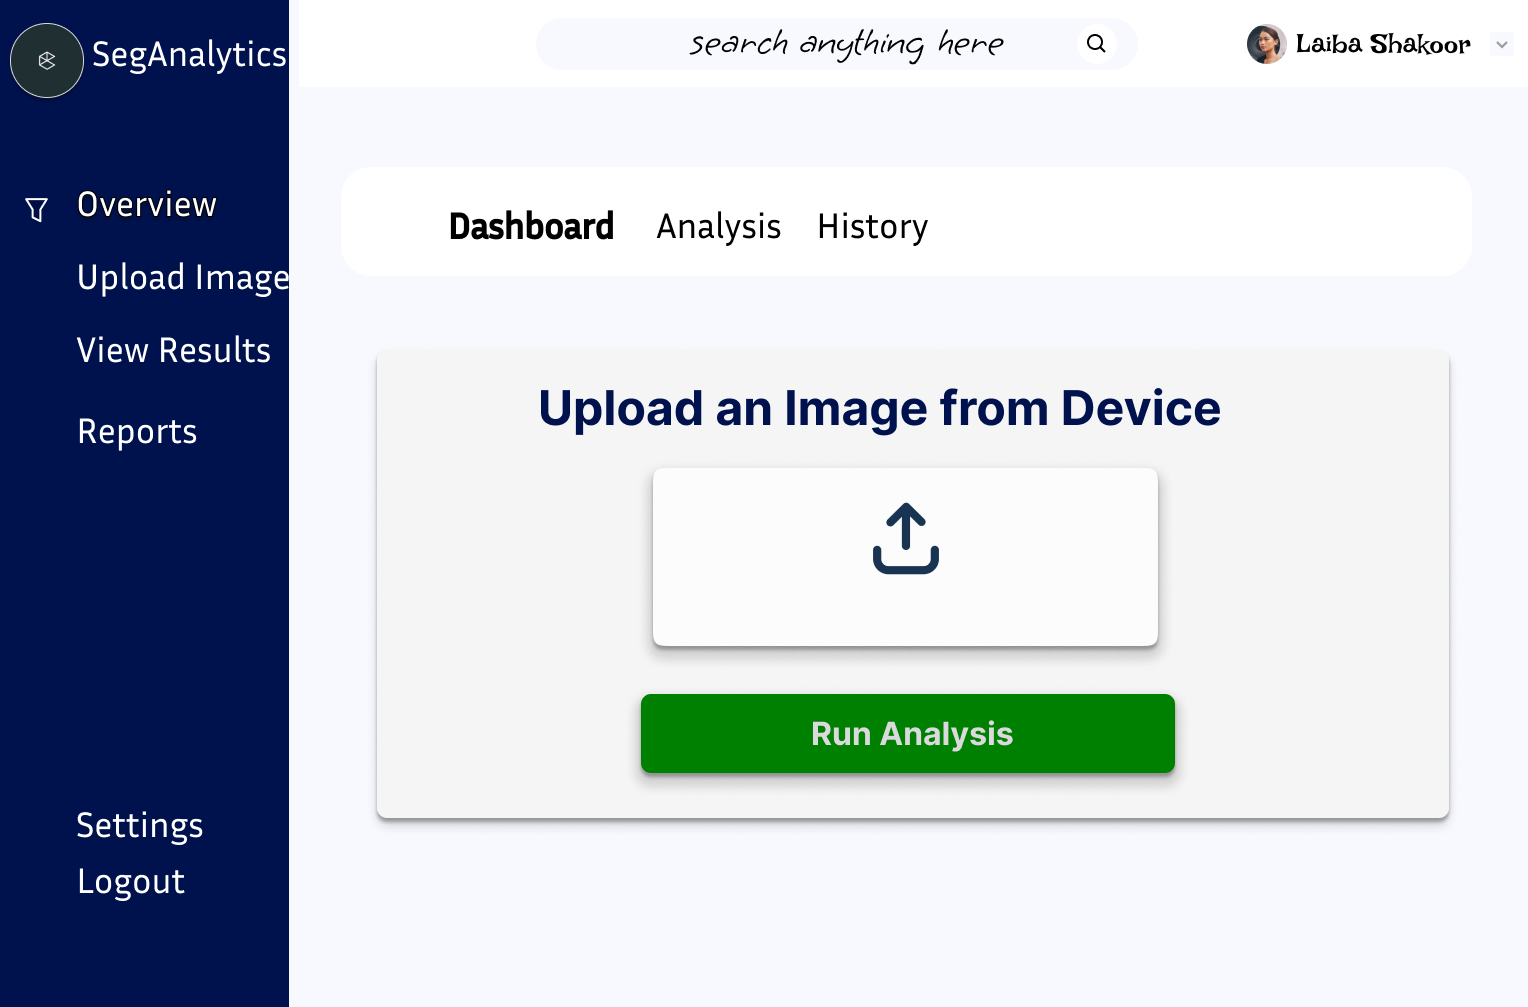 SegAnalytics
search anything here
Laiba Shakoor
Overview
Upload Image
View Results
Reports
Settings
Logout
Dashboard Analysis History
Upload an Image from Device
Run Analysis